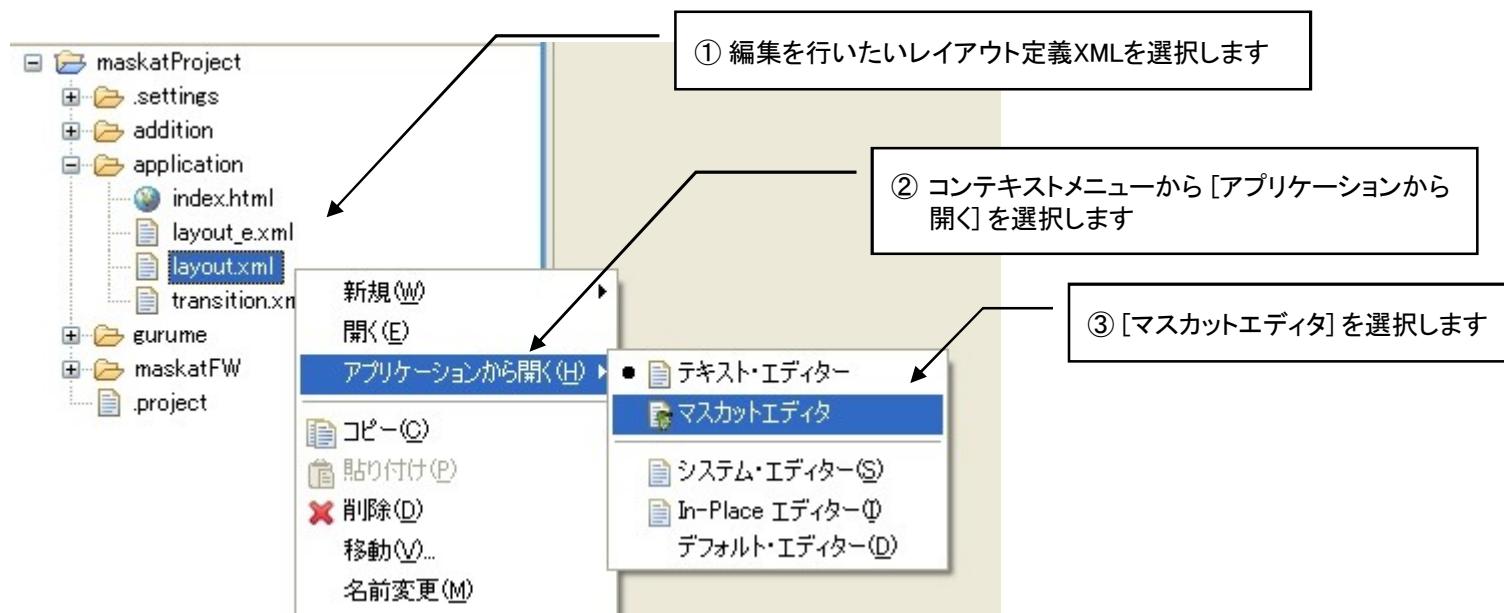 ① 編集を行いたいレイアウト定義XMLを選択します
maskatProject
.settings
addition
application
index.html
layout_e.xml
layout.xml
transition.xm
gurume
maskatFW
.project
② コンテキストメニューから [アプリケーションから
開く] を選択します
新規(W)
開く(E)
アプリケーションから開く(H)
コピー(C)
貼り付け(P)
削除(D)
移動(V)...
名前変更(M)
③ [マスカットエディタ] を選択します
テキスト・エディター
マスカットエディタ
システム・エディター(S)
In-Place エディター(I)
デフォルト・エディター(D)